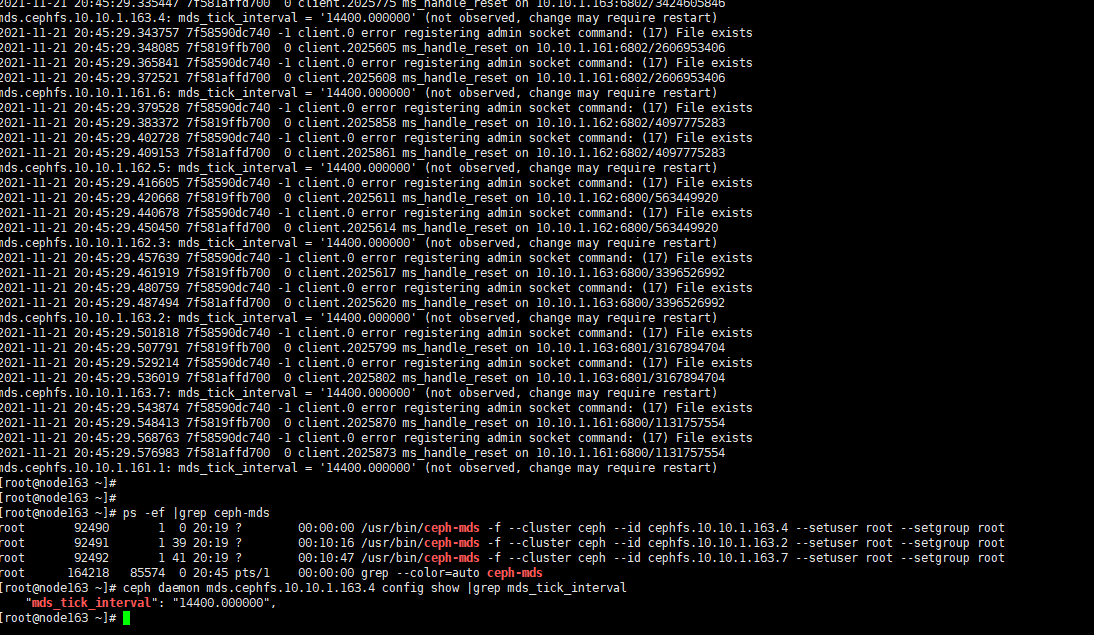 2021-11-21 20:45:29.335447 7f5819ffb700  0 client.2025775 ms_handle_reset on 10.10.1.163:6802/3424605846
mds.cephfs.10.10.1.163.4: mds_tick_interval = '14400.000000' (not observed, change may require restart)
2021-11-21 20:45:29.343757 7f58590dc740 -1 client.0 error registering admin socket command: (17) File exists
2021-11-21 20:45:29.348085 7f5819ffb700  0 client.2025605 ms_handle_reset on 10.10.1.161:6802/2606953406
2021-11-21 20:45:29.365841 7f58590dc740 -1 client.0 error registering admin socket command: (17) File exists
2021-11-21 20:45:29.372521 7f581affd700  0 client.2025608 ms_handle_reset on 10.10.1.161:6802/2606953406
mds.cephfs.10.10.1.161.6: mds_tick_interval = '14400.000000' (not observed, change may require restart)
2021-11-21 20:45:29.379528 7f58590dc740 -1 client.0 error registering admin socket command: (17) File exists
2021-11-21 20:45:29.383372 7f5819ffb700  0 client.2025858 ms_handle_reset on 10.10.1.162:6802/4097775283
2021-11-21 20:45:29.402728 7f58590dc740 -1 client.0 error registering admin socket command: (17) File exists
2021-11-21 20:45:29.409153 7f581affd700  0 client.2025861 ms_handle_reset on 10.10.1.162:6802/4097775283
mds.cephfs.10.10.1.162.5: mds_tick_interval = '14400.000000' (not observed, change may require restart)
2021-11-21 20:45:29.416605 7f58590dc740 -1 client.0 error registering admin socket command: (17) File exists
2021-11-21 20:45:29.420668 7f5819ffb700  0 client.2025611 ms_handle_reset on 10.10.1.162:6800/563449920
2021-11-21 20:45:29.440678 7f58590dc740 -1 client.0 error registering admin socket command: (17) File exists
2021-11-21 20:45:29.450450 7f581affd700  0 client.2025614 ms_handle_reset on 10.10.1.162:6800/563449920
mds.cephfs.10.10.1.162.3: mds_tick_interval = '14400.000000' (not observed, change may require restart)
2021-11-21 20:45:29.457639 7f58590dc740 -1 client.0 error registering admin socket command: (17) File exists
2021-11-21 20:45:29.461919 7f5819ffb700  0 client.2025617 ms_handle_reset on 10.10.1.163:6800/3396526992
2021-11-21 20:45:29.480759 7f58590dc740 -1 client.0 error registering admin socket command: (17) File exists
2021-11-21 20:45:29.487494 7f581affd700  0 client.2025620 ms_handle_reset on 10.10.1.163:6800/3396526992
mds.cephfs.10.10.1.163.2: mds_tick_interval = '14400.000000' (not observed, change may require restart)
2021-11-21 20:45:29.501818 7f58590dc740 -1 client.0 error registering admin socket command: (17) File exists
2021-11-21 20:45:29.507791 7f5819ffb700  0 client.2025799 ms_handle_reset on 10.10.1.163:6801/3167894704
2021-11-21 20:45:29.529214 7f58590dc740 -1 client.0 error registering admin socket command: (17) File exists
2021-11-21 20:45:29.536019 7f581affd700  0 client.2025802 ms_handle_reset on 10.10.1.163:6801/3167894704
mds.cephfs.10.10.1.163.7: mds_tick_interval = '14400.000000' (not observed, change may require restart)
2021-11-21 20:45:29.543874 7f58590dc740 -1 client.0 error registering admin socket command: (17) File exists
2021-11-21 20:45:29.548413 7f5819ffb700  0 client.2025870 ms_handle_reset on 10.10.1.161:6800/1131757554
2021-11-21 20:45:29.568763 7f58590dc740 -1 client.0 error registering admin socket command: (17) File exists
2021-11-21 20:45:29.576983 7f581affd700  0 client.2025873 ms_handle_reset on 10.10.1.161:6800/1131757554
mds.cephfs.10.10.1.161.1: mds_tick_interval = '14400.000000' (not observed, change may require restart)
[root@node163 ~]#
[root@node163 ~]#
[root@node163 ~]# ps -ef |grep ceph-mds
root       92490       1  0 20:19 ?        00:00:00 /usr/bin/ceph-mds -f --cluster ceph --id cephfs.10.10.1.163.4 --setuser root --setgroup root
root       92491       1 39 20:19 ?        00:10:16 /usr/bin/ceph-mds -f --cluster ceph --id cephfs.10.10.1.163.2 --setuser root --setgroup root
root       92492       1 41 20:19 ?        00:10:47 /usr/bin/ceph-mds -f --cluster ceph --id cephfs.10.10.1.163.7 --setuser root --setgroup root
root      164218   85574  0 20:45 pts/1    00:00:00 grep --color=auto ceph-mds
[root@node163 ~]# ceph daemon mds.cephfs.10.10.1.163.4 config show |grep mds_tick_interval
    "mds_tick_interval": "14400.000000",
[root@node163 ~]#